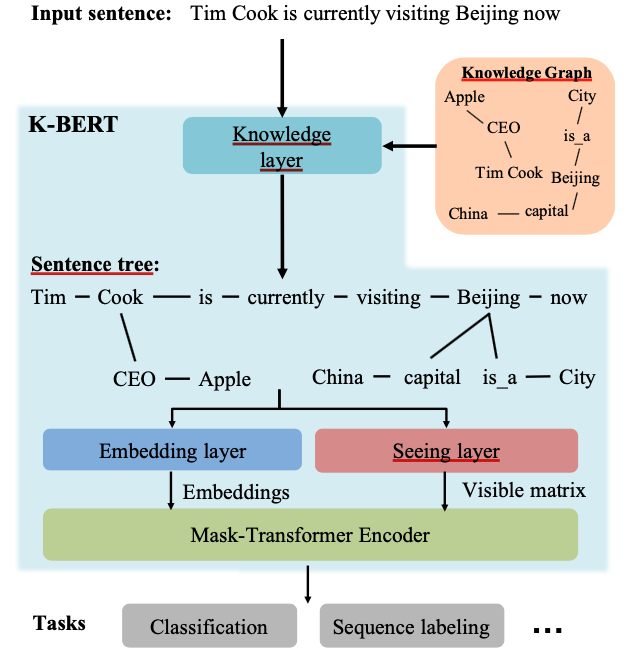 Input sentence: Tim Cook is currently visiting Beijing now
Knowledge Graph
Apple
City
CEO
is_a
Tim Cook
Beijing
China — capital
K-BERT
Knowledge
layer
Sentence tree:
Tim — Cook — is — currently — visiting — Beijing — now
CEO — Apple
China — capital
is_a — City
Embedding layer
Seeing layer
Embeddings
Visible matrix
Mask-Transformer Encoder
Tasks
Classification
Sequence labeling
...